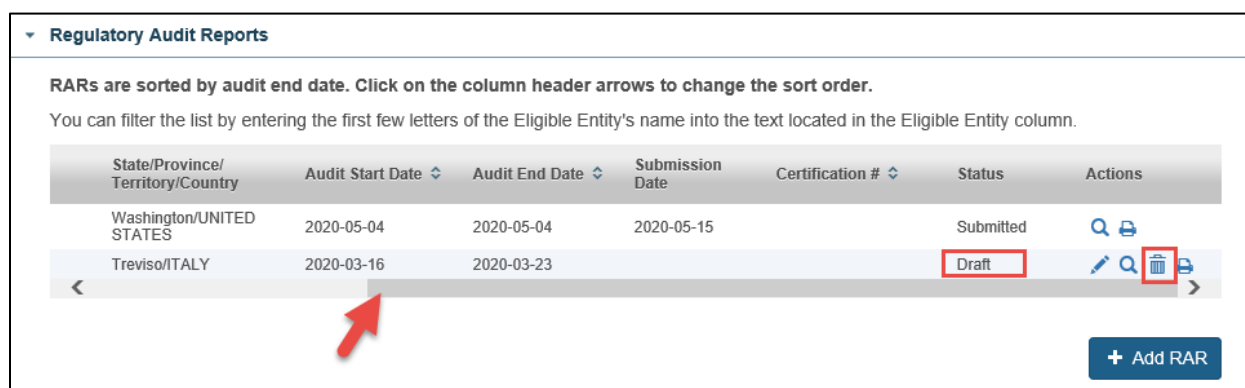 Regulatory Audit Reports
RARs are sorted by audit end date. Click on the column header arrows to change the sort order.
You can filter the list by entering the first few letters of the Eligible Entity's name into the text located in the Eligible Entity column.
State/Province/ Audit Start Date Audit End Date Submission Certification # Status Actions
Territory/Country Date
Washington/UNITED 2020-05-04 2020-05-04 2020-05-15 Submitted
STATES
Treviso/ITALY 2020-03-16 2020-03-23 Draft
+ Add RAR